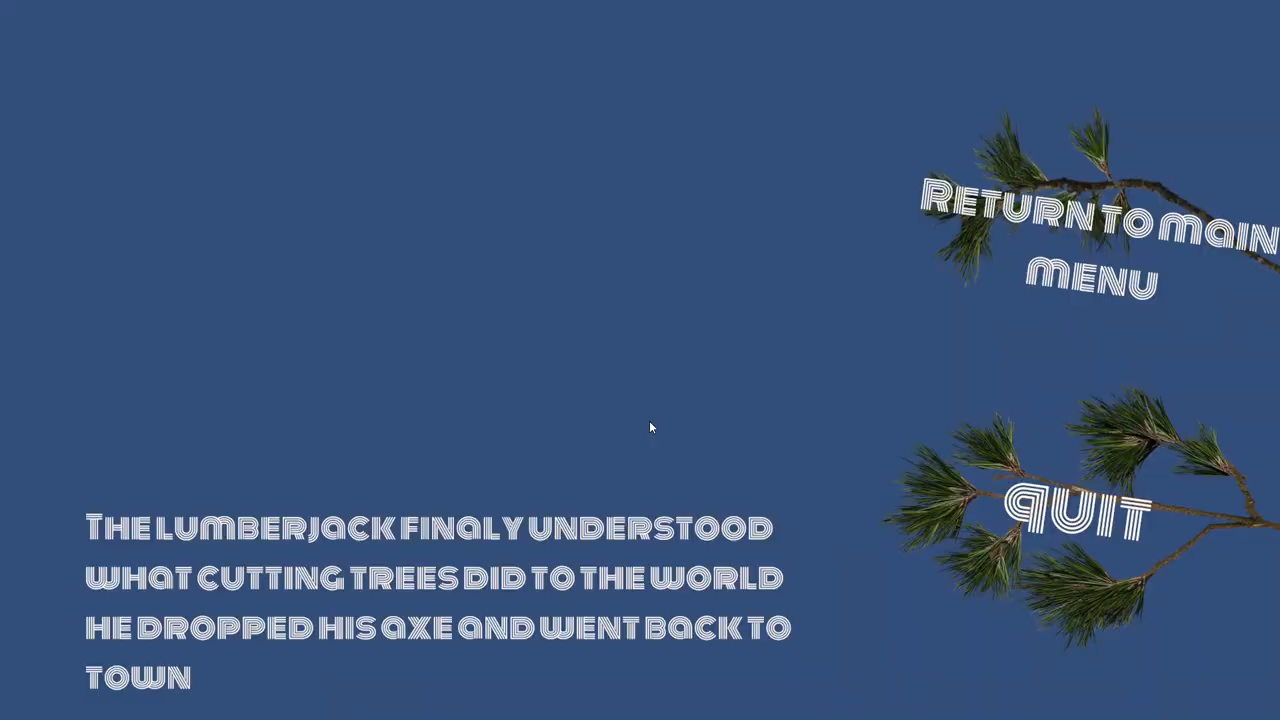 Return to main
menu
quit
The lumberjack finaly understood
what cutting trees did to the world
he dropped his axe and went back to
town